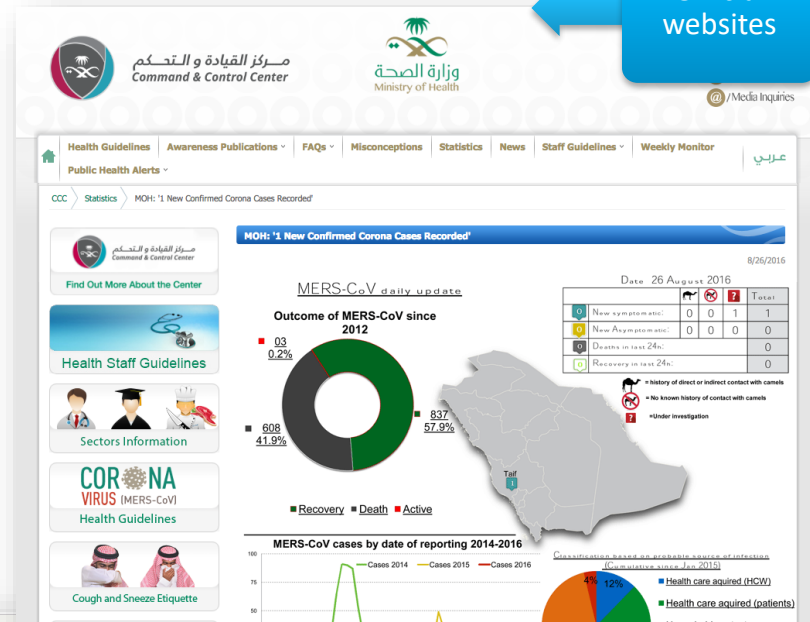 websites
مـــركز القيادة و التـحـــكم
Command & Control Center
وزارة الصحة
Ministry of Health
@/Media Inquiries
Health Guidelines
Awareness Publications
FAQs
Misconceptions
Statistics
News
Staff Guidelines
Weekly Monitor
Public Health Alerts
عربي
CCC
Statistics
MOH: '1 New Confirmed Corona Cases Recorded'
مـــركز القيادة و التـحـــكم
Command & Control Center
Find Out More About the Center
Health Staff Guidelines
Sectors Information
CORONA
VIRUS (MERS-CoV)
Health Guidelines
Cough and Sneeze Etiquette
MOH: '1 New Confirmed Corona Cases Recorded'
8/26/2016
MERS-CoV daily update
Outcome of MERS-CoV since
2012
03
0.2%
608
41.9%
837
57.9%
Recovery Death Active
Date 26 August 2016
? Total
0 New symptomatic: 0 0 1 1
0 New Asymptomatic: 0 0 0 0
0 Deaths in last 24h: 0
0 Recovery in last 24h: 0
= history of direct or indirect contact with camels
= No known history of contact with camels
? =Under investigation
Taif
1
MERS-CoV cases by date of reporting 2014-2016
100
75
50
Cases 2014 Cases 2015 Cases 2016
Classification based on probable source of infection
(Cumulative since Jan 2015)
4% 12%
Health care aquired (HCW)
Health care aquired (patients)